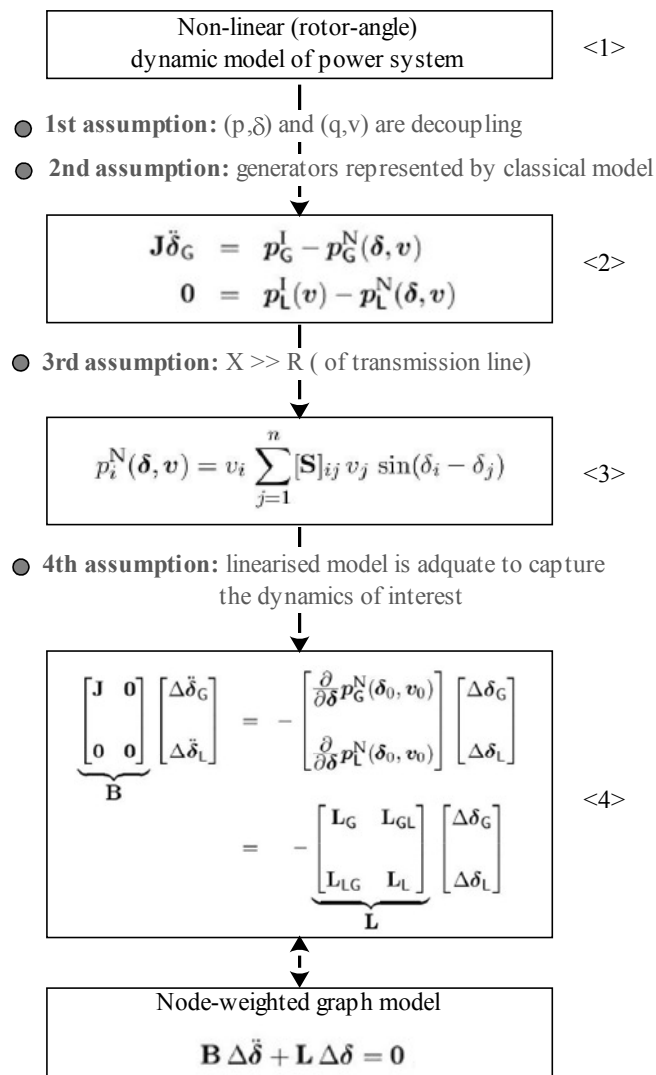 Non-linear (rotor-angle)
dynamic model of power system
<1>
1st assumption: (p,δ) and (q,v) are decoupling
2nd assumption: generators represented by classical model
Jδ̈_G = p_G^I − p_G^N(δ, v)
0 = p_L^I(v) − p_L^N(δ, v)
<2>
3rd assumption: X >> R ( of transmission line)
p_i^N(δ, v) = v_i ∑_{j=1}^{n} [S]_{ij} v_j sin(δ_i − δ_j)
<3>
4th assumption: linearised model is adquate to capture
the dynamics of interest
[J 0; 0 0] [Δδ̈_G; Δδ̈_L] = − [∂/∂δ p_G^N(δ_0, v_0); ∂/∂δ p_L^N(δ_0, v_0)] [Δδ_G; Δδ_L]
B
<4>
= − [L_G L_GL; L_LG L_L] [Δδ_G; Δδ_L]
L
Node-weighted graph model
B Δδ̈ + L Δδ = 0